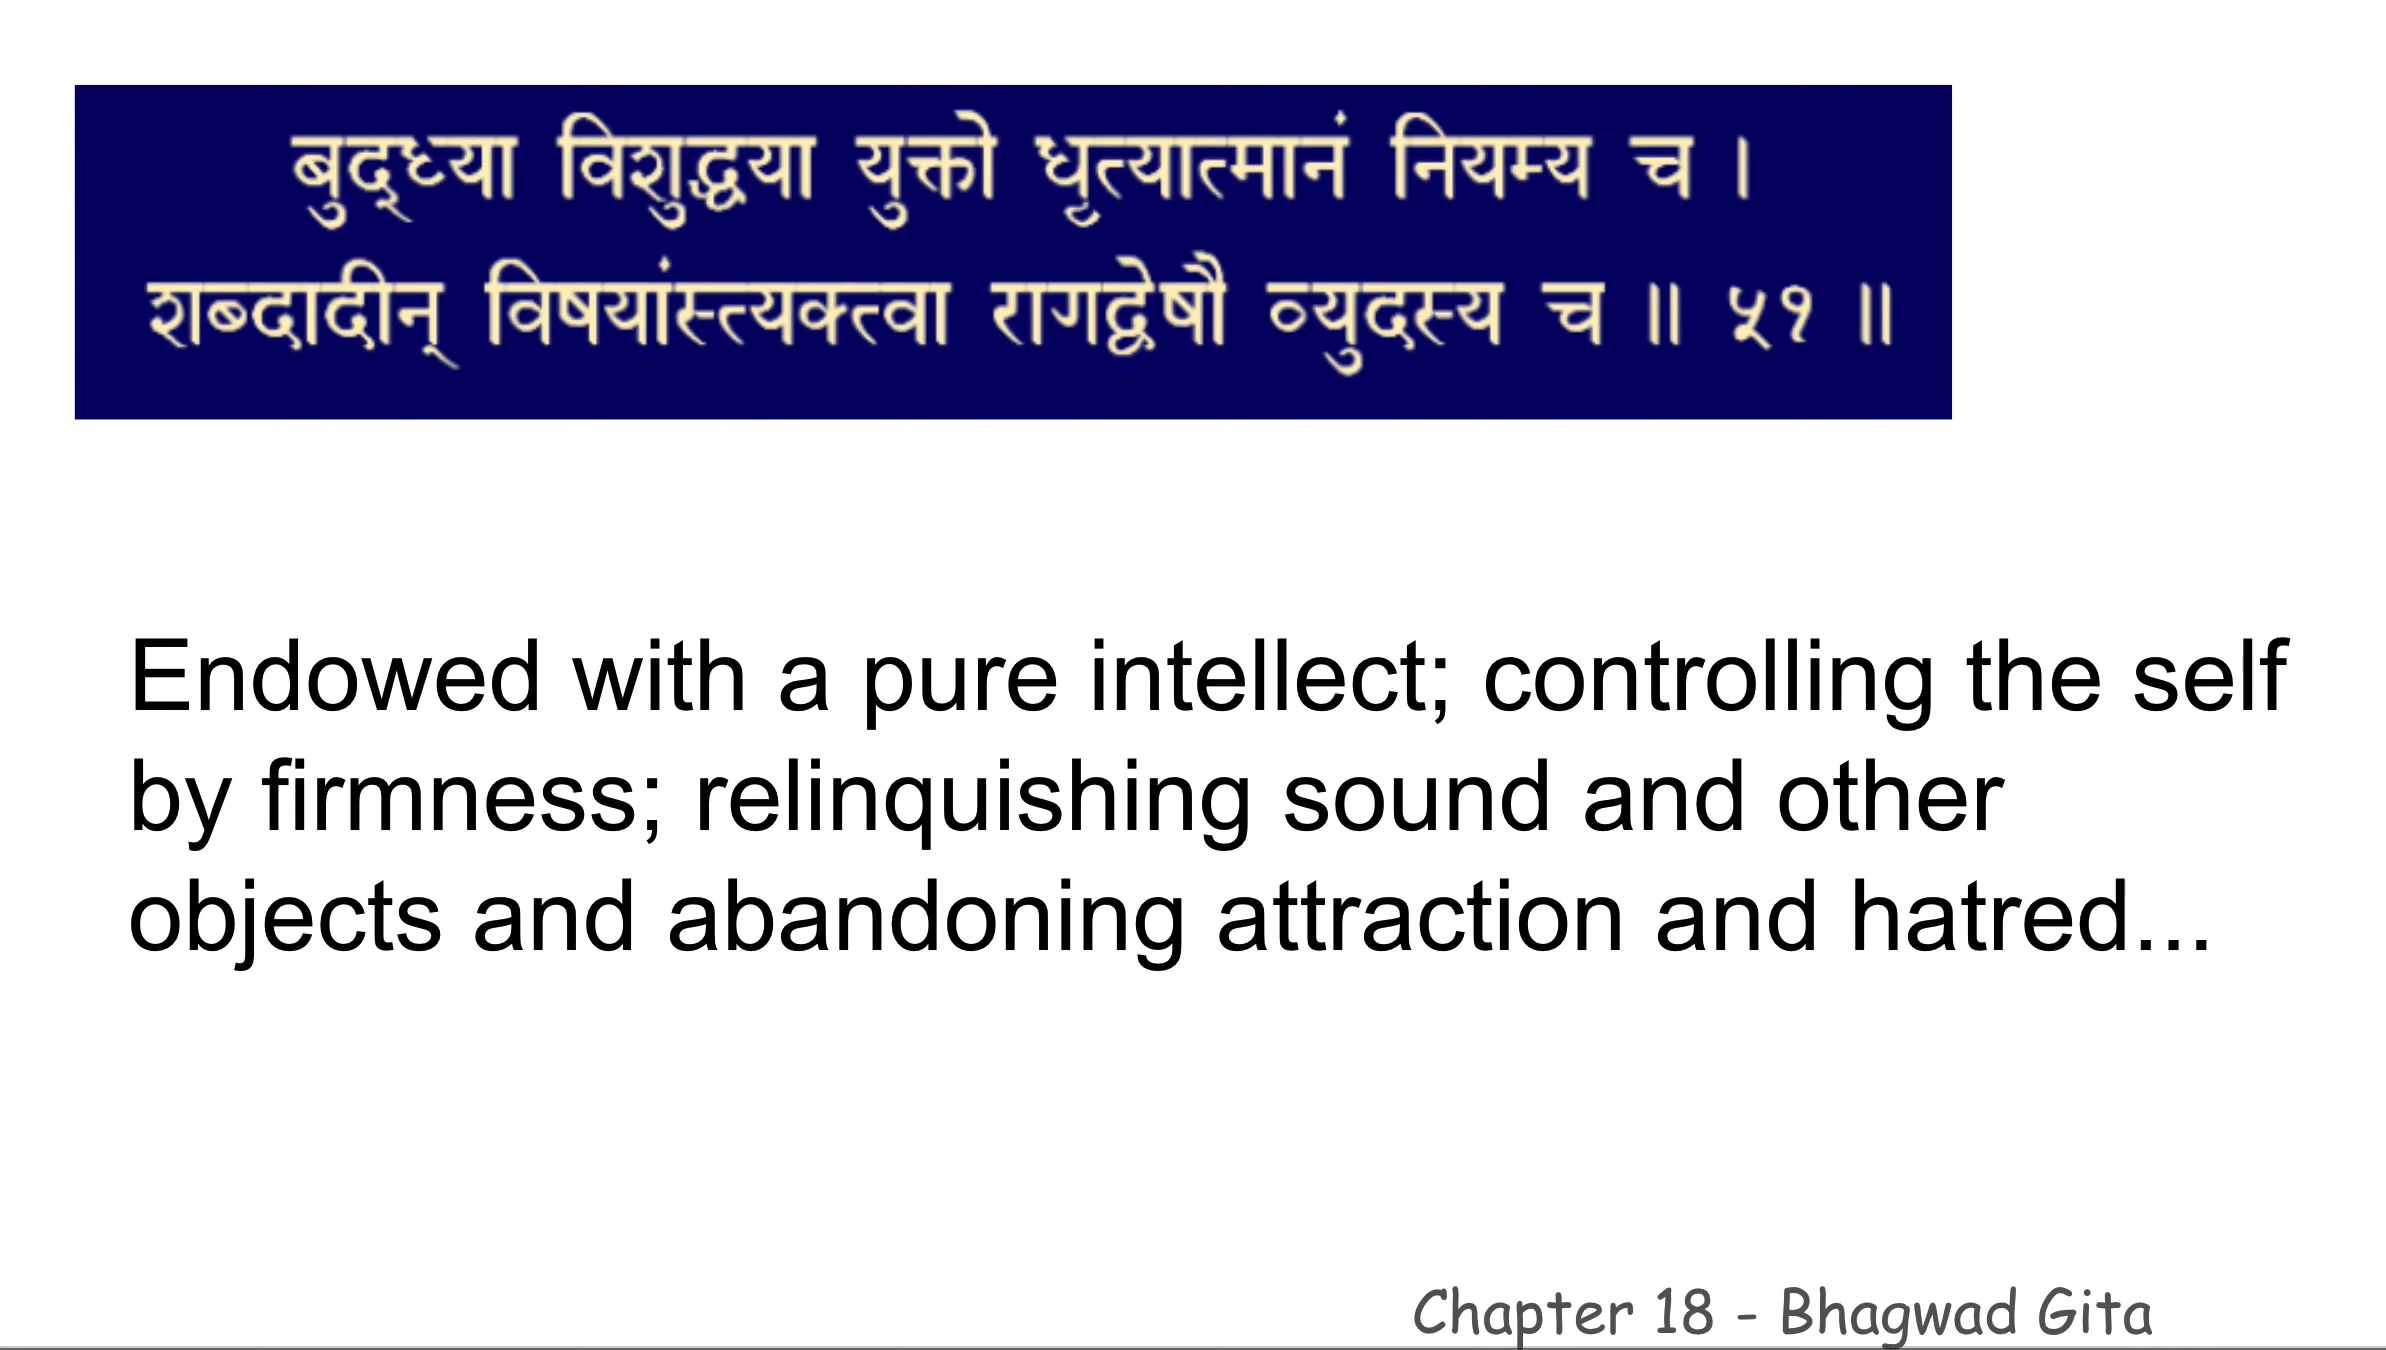 बुद्ध्या विशुद्धया युक्तो धृत्यात्मानं नियम्य च ।
शब्दादीन् विषयांस्त्यक्त्वा रागद्वेषौ व्युदस्य च ॥ ५१ ॥
Endowed with a pure intellect; controlling the self
by firmness; relinquishing sound and other
objects and abandoning attraction and hatred...
Chapter 18 - Bhagwad Gita